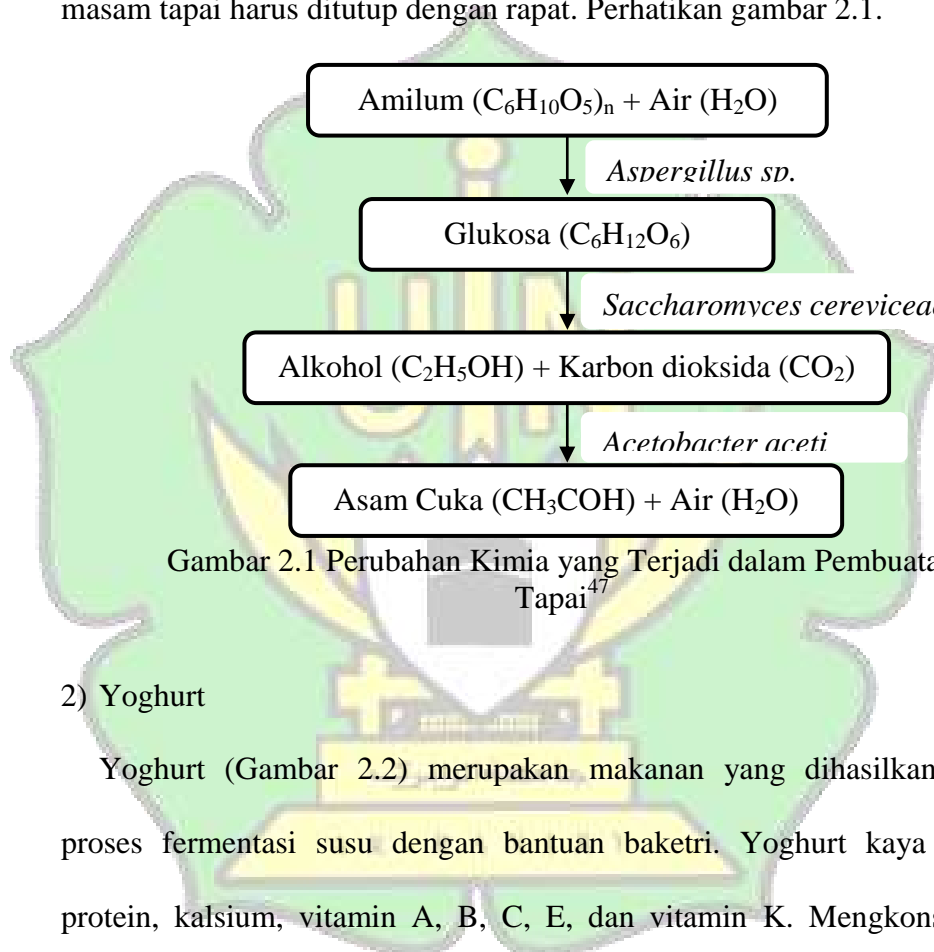 masam tapai harus ditutup dengan rapat. Perhatikan gambar 2.1.
Amilum (C₆H₁₀O₅)ₙ + Air (H₂O)
Aspergillus sp.
Glukosa (C₆H₁₂O₆)
Saccharomyces cereviceae
Alkohol (C₂H₅OH) + Karbon dioksida (CO₂)
Acetobacter aceti
Asam Cuka (CH₃COH) + Air (H₂O)
Gambar 2.1 Perubahan Kimia yang Terjadi dalam Pembuata
Tapai⁴⁷
2) Yoghurt
Yoghurt (Gambar 2.2) merupakan makanan yang dihasilkan
proses fermentasi susu dengan bantuan baketri. Yoghurt kaya
protein, kalsium, vitamin A, B, C, E, dan vitamin K. Mengkons